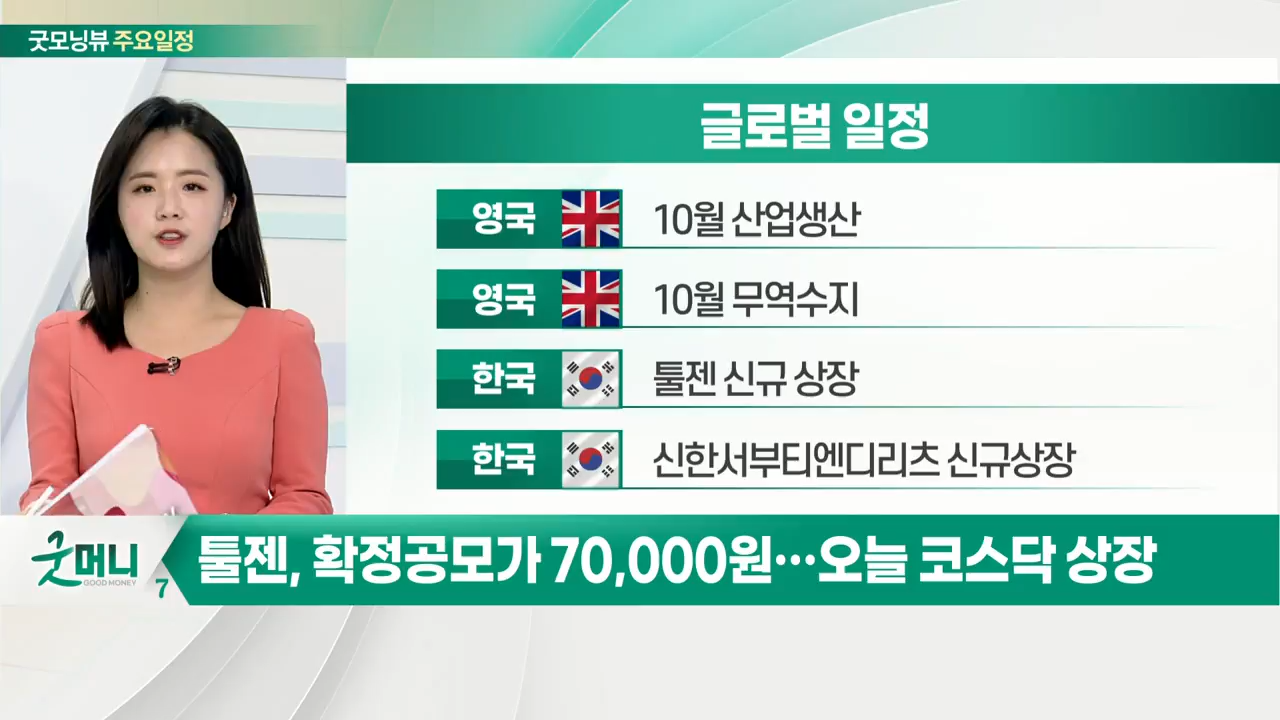 굿모닝뷰 주요일정
글로벌 일정
영국 10월 산업생산
영국 10월 무역수지
한국 툴젠 신규 상장
한국 신한서부티엔디리츠 신규상장
굿머니
GOOD MONEY
7
툴젠, 확정공모가 70,000원…오늘 코스닥 상장